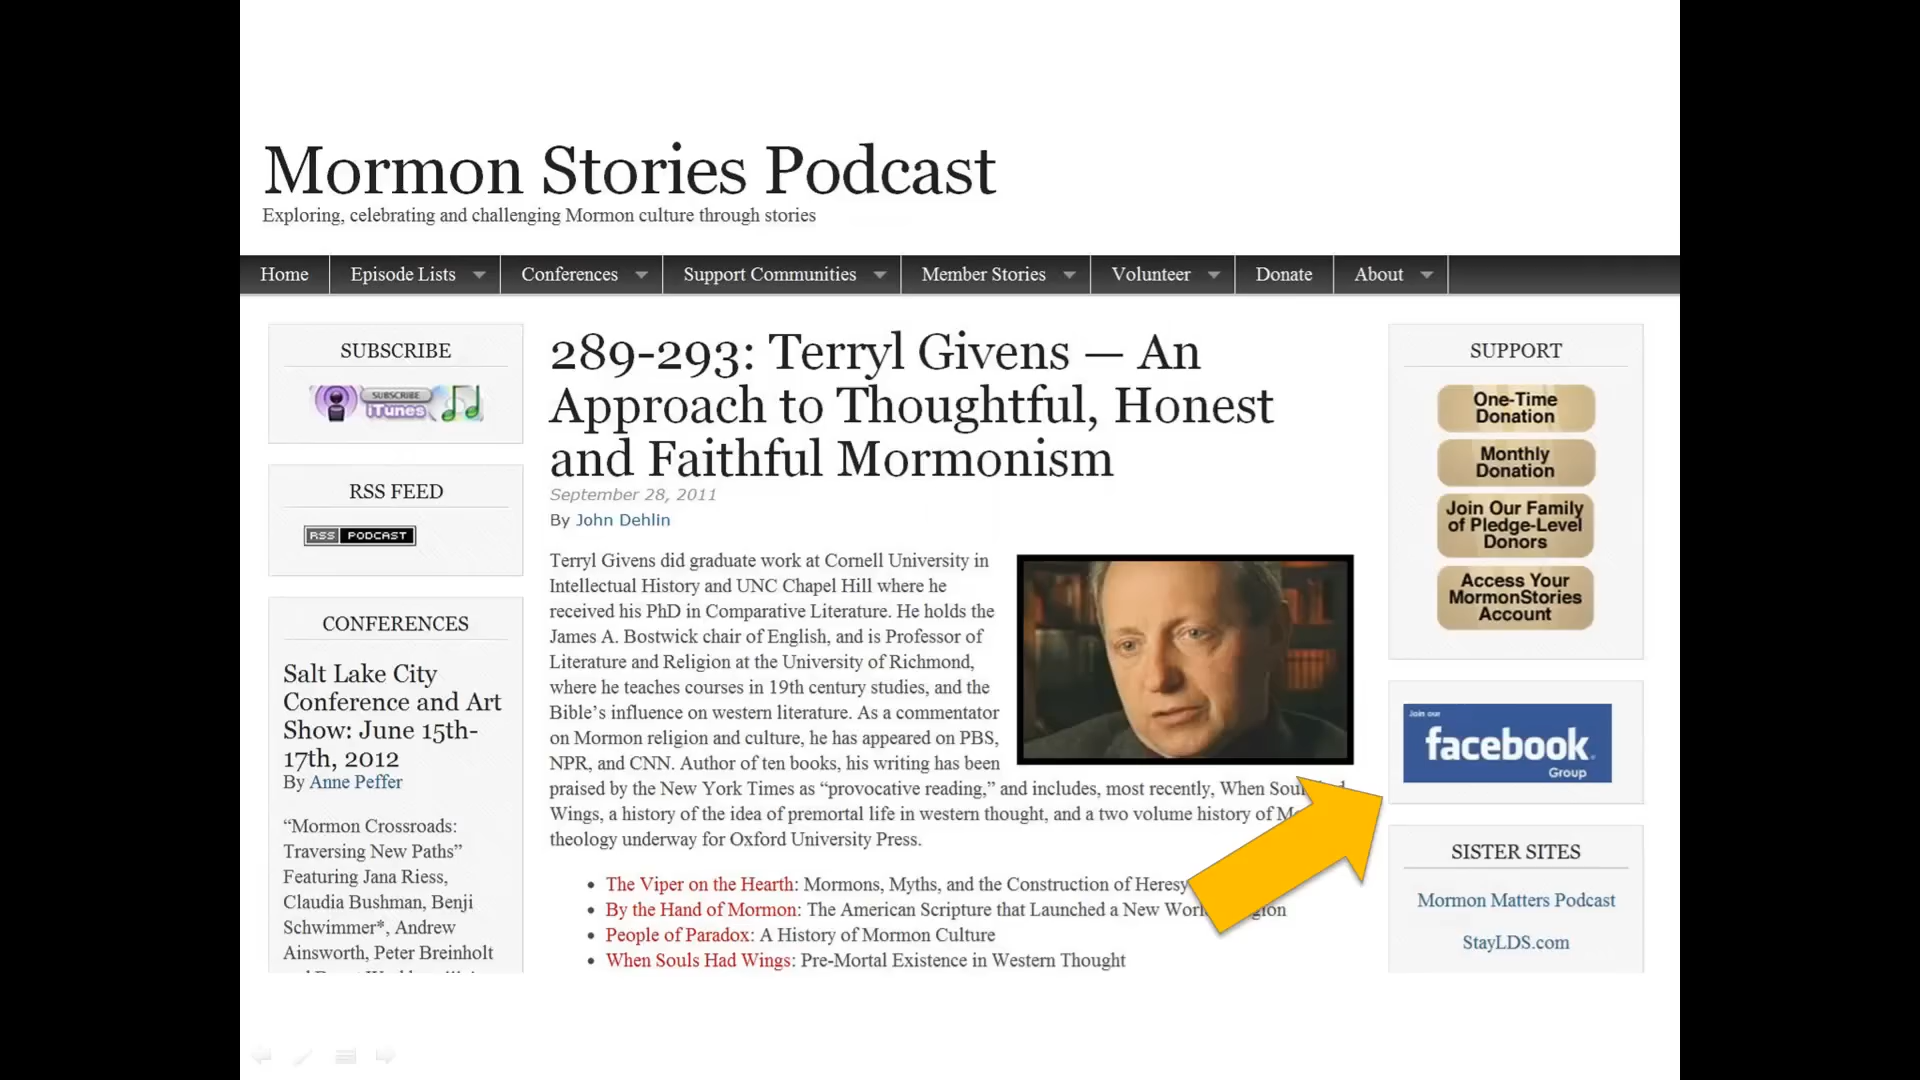 Mormon Stories Podcast
Exploring, celebrating and challenging Mormon culture through stories
Home
Episode Lists
Conferences
Support Communities
Member Stories
Volunteer
Donate
About
SUBSCRIBE
SUBSCRIBE
iTunes
RSS FEED
RSS PODCAST
CONFERENCES
Salt Lake City
Conference and Art
Show: June 15th-
17th, 2012
By Anne Peffer
“Mormon Crossroads:
Traversing New Paths”
Featuring Jana Riess,
Claudia Bushman, Benji
Schwimmer*, Andrew
Ainsworth, Peter Breinholt
289-293: Terryl Givens — An
Approach to Thoughtful, Honest
and Faithful Mormonism
September 28, 2011
By John Dehlin
Terryl Givens did graduate work at Cornell University in
Intellectual History and UNC Chapel Hill where he
received his PhD in Comparative Literature. He holds the
James A. Bostwick chair of English, and is Professor of
Literature and Religion at the University of Richmond,
where he teaches courses in 19th century studies, and the
Bible’s influence on western literature. As a commentator
on Mormon religion and culture, he has appeared on PBS,
NPR, and CNN. Author of ten books, his writing has been
praised by the New York Times as “provocative reading,” and includes, most recently, When
Wings, a history of the idea of premortal life in western thought, and a two volume history of
theology underway for Oxford University Press.
• The Viper on the Hearth: Mormons, Myths, and the Construction of Heresy
• By the Hand of Mormon: The American Scripture that Launched a New
• People of Paradox: A History of Mormon Culture
• When Souls Had Wings: Pre-Mortal Existence in Western Thought
SUPPORT
One-Time
Donation
Monthly
Donation
Join Our Family
of Pledge-Level
Donors
Access Your
MormonStories
Account
Join our
facebook
Group
SISTER SITES
Mormon Matters Podcast
StayLDS.com